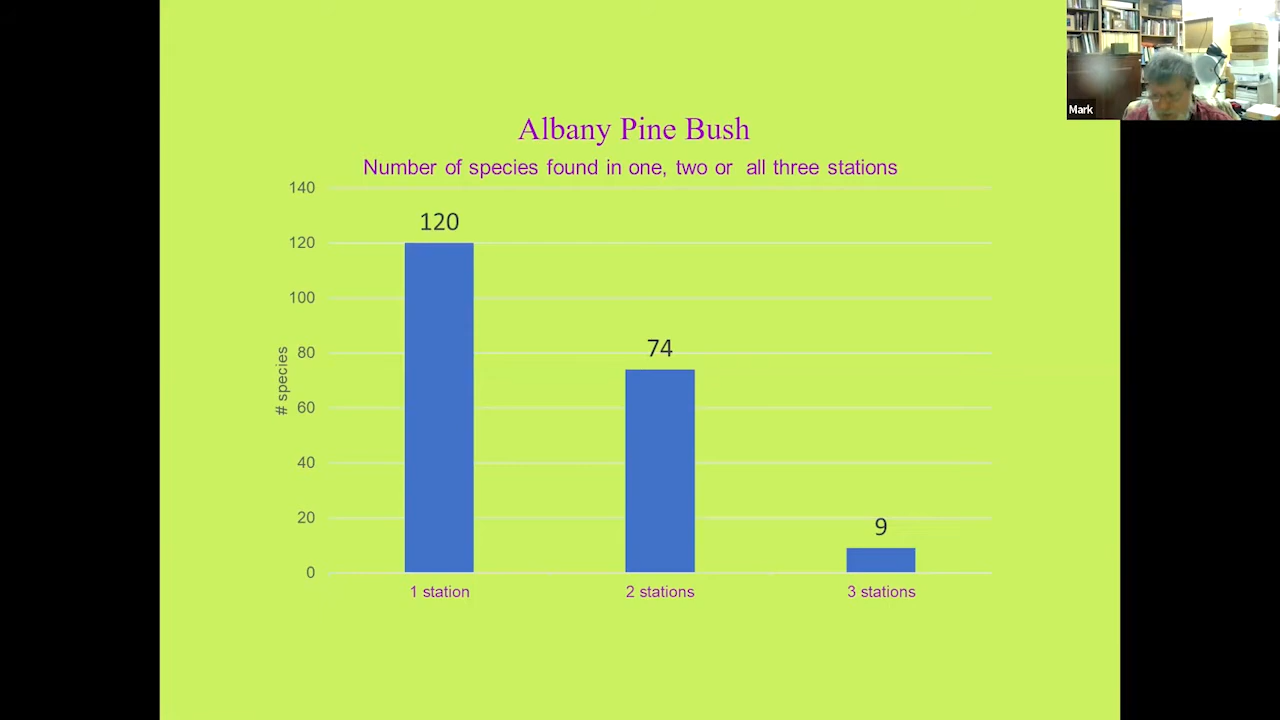 Mark
Albany Pine Bush
Number of species found in one, two or all three stations
# species
140
120
100
80
60
40
20
0
120
74
9
1 station
2 stations
3 stations